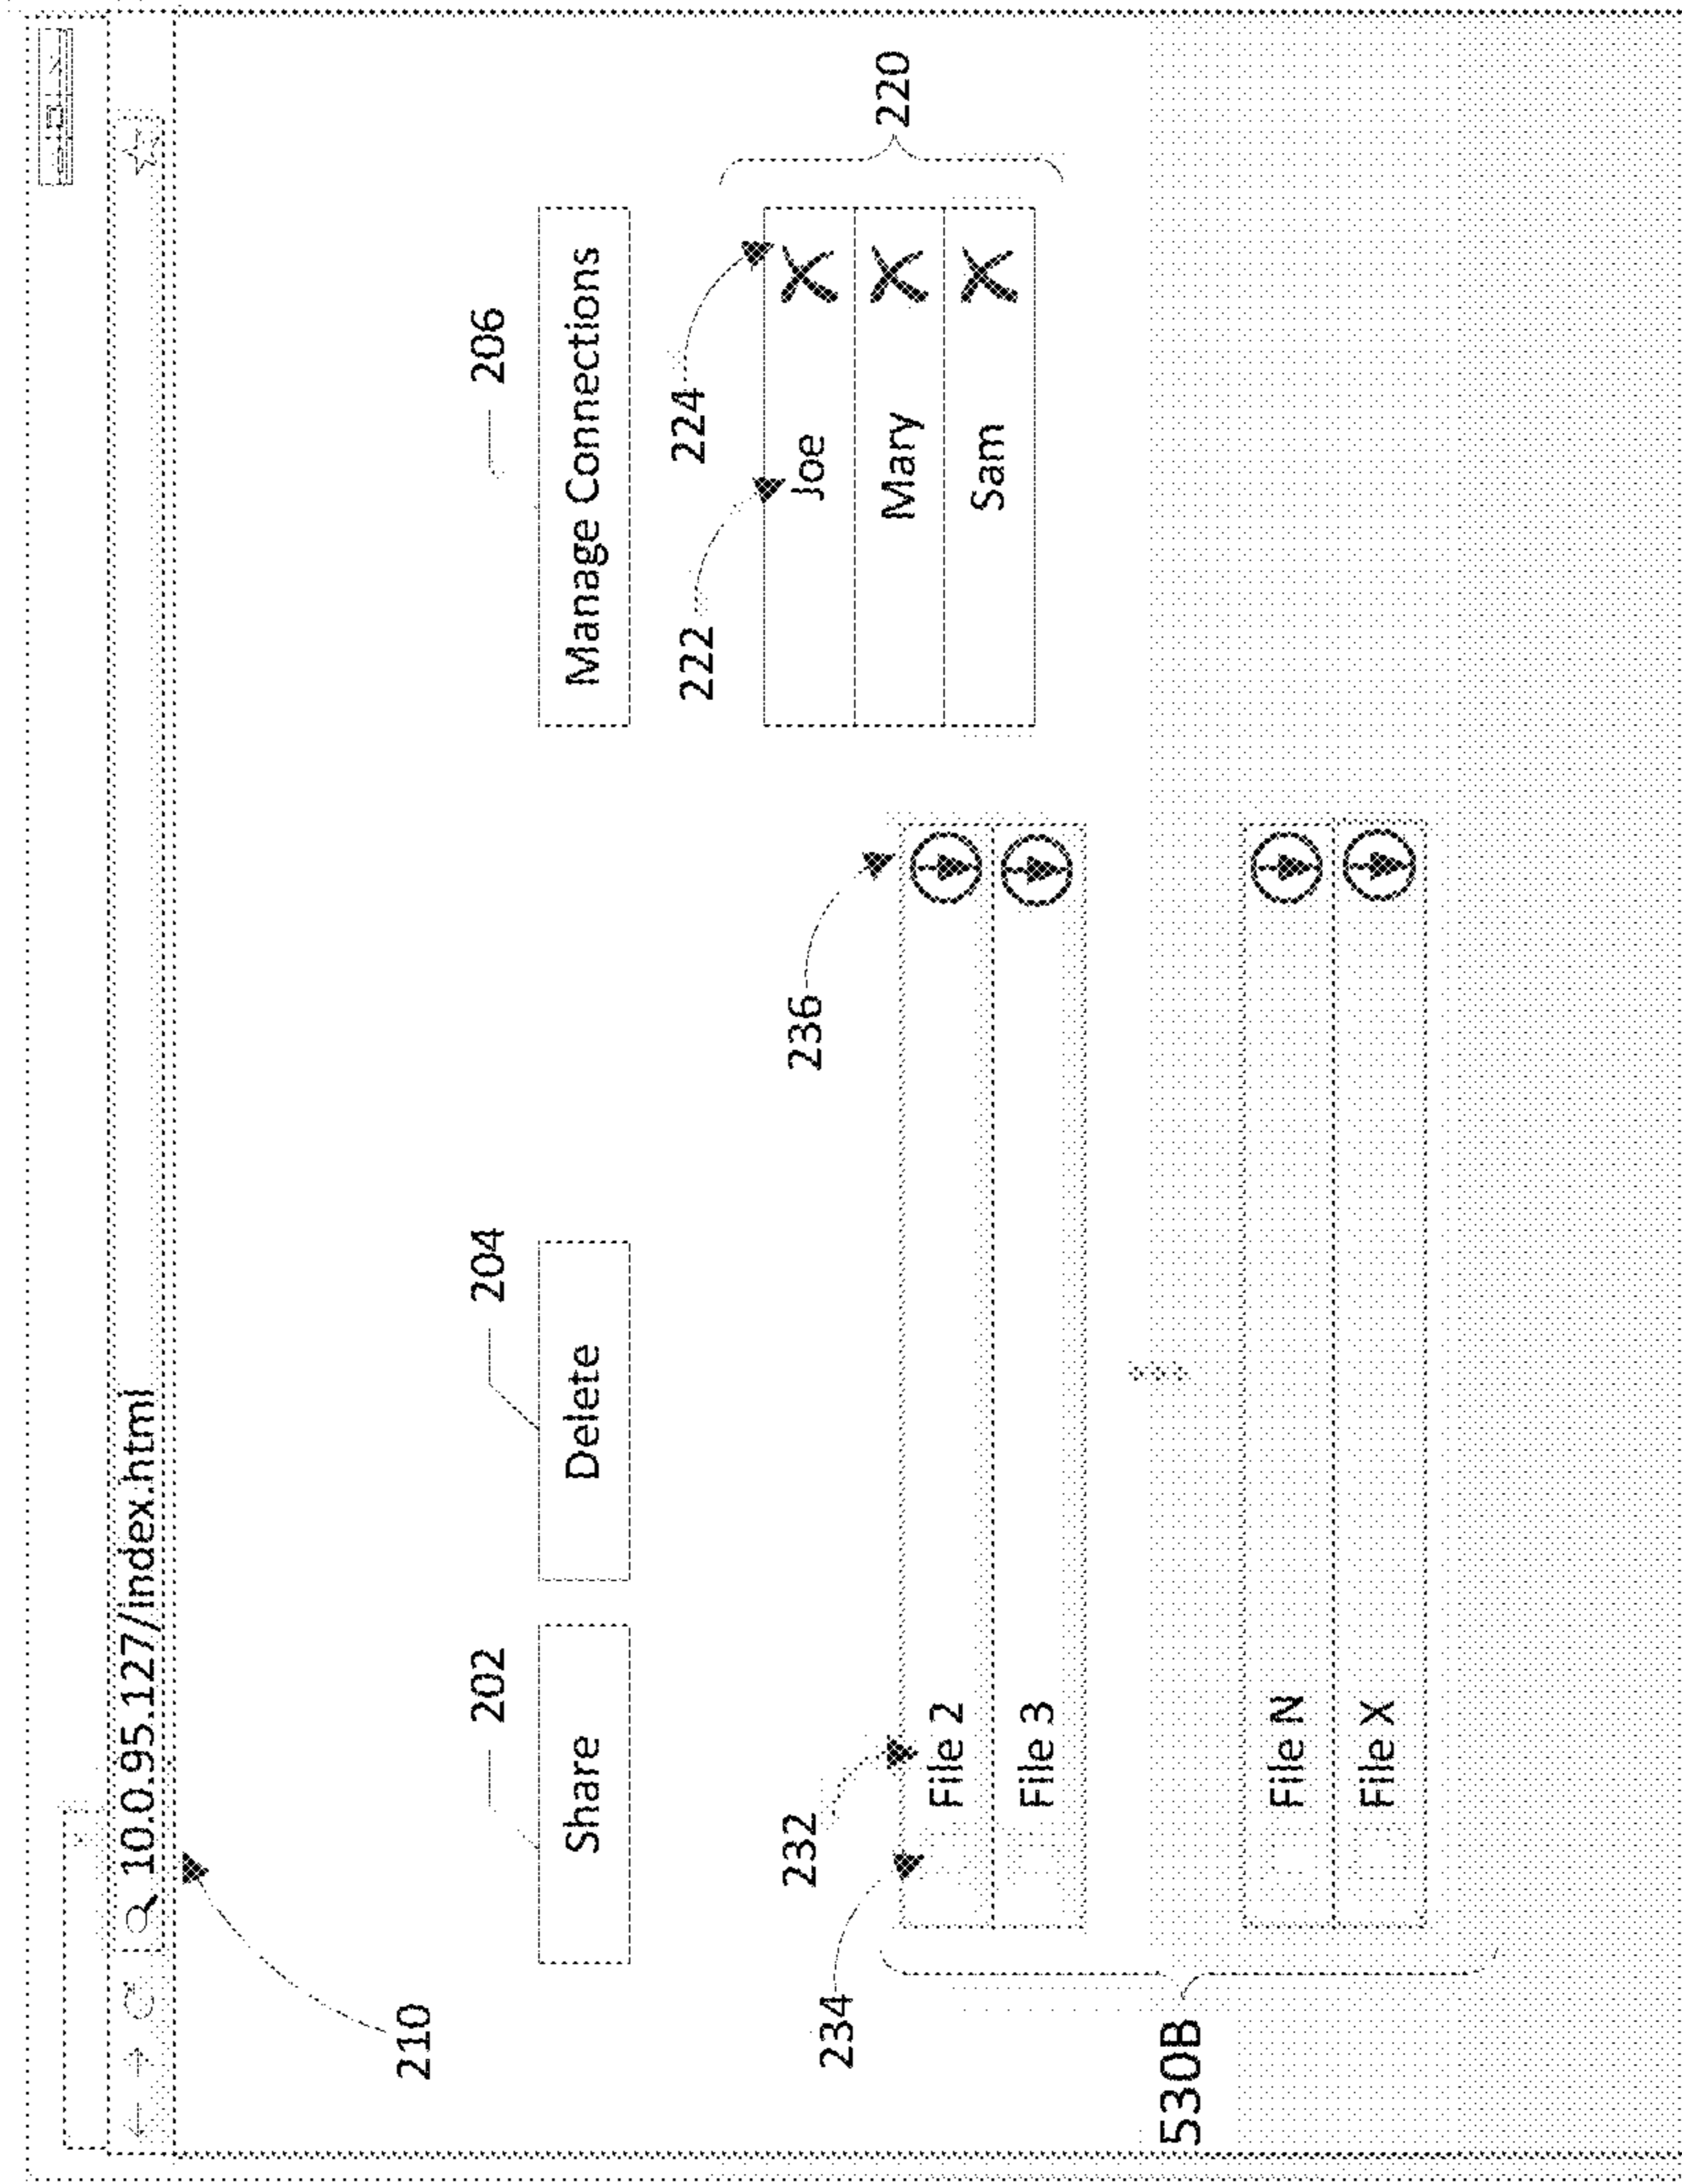 10.0.95.127/index.html
210
202
204
206
Share
Delete
Manage Connections
222
224
220
Joe
Mary
Sam
234
232
236
File 2
File 3
530B
File N
File X